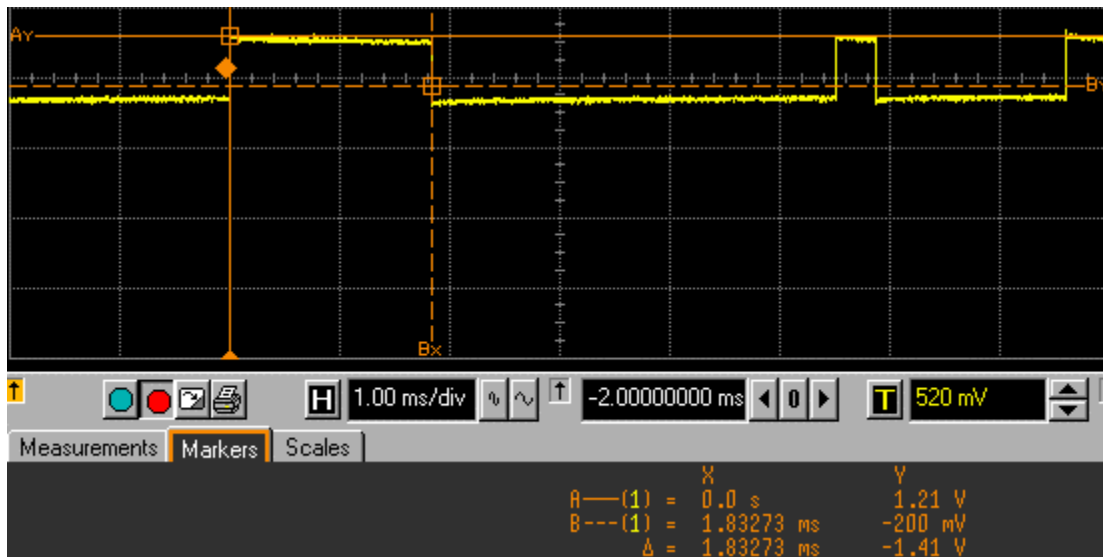 Ay
By
Bx
H 1.00 ms/div -2.00000000 ms 0 T 520 mV
Measurements Markers Scales
X Y
A——(1) = 0.0 s 1.21 V
B---(1) = 1.83273 ms -200 mV
Δ = 1.83273 ms -1.41 V